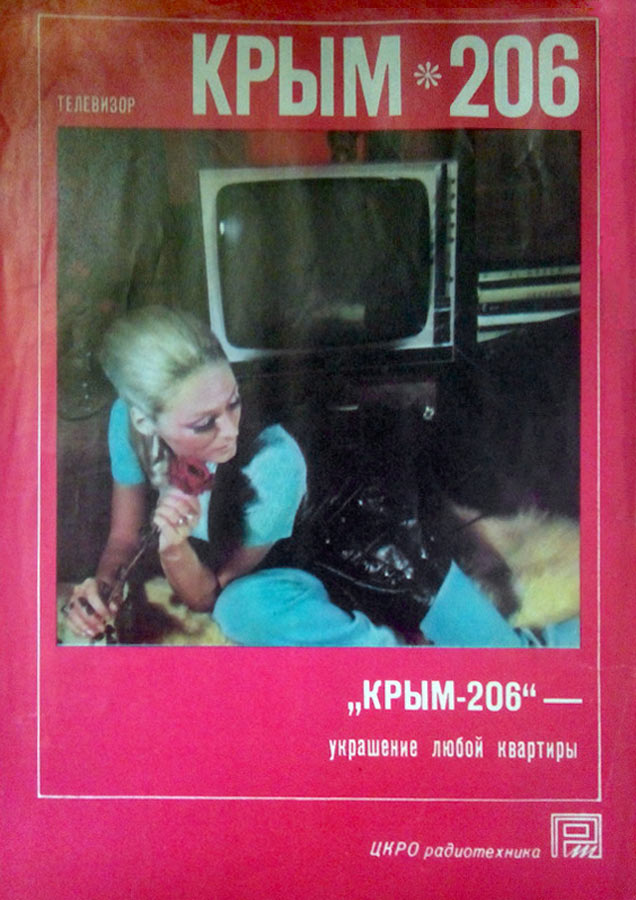 ТЕЛЕВИЗОР КРЫМ * 206
„КРЫМ-206“ —
украшение любой квартиры
ЦКРО радиотехника